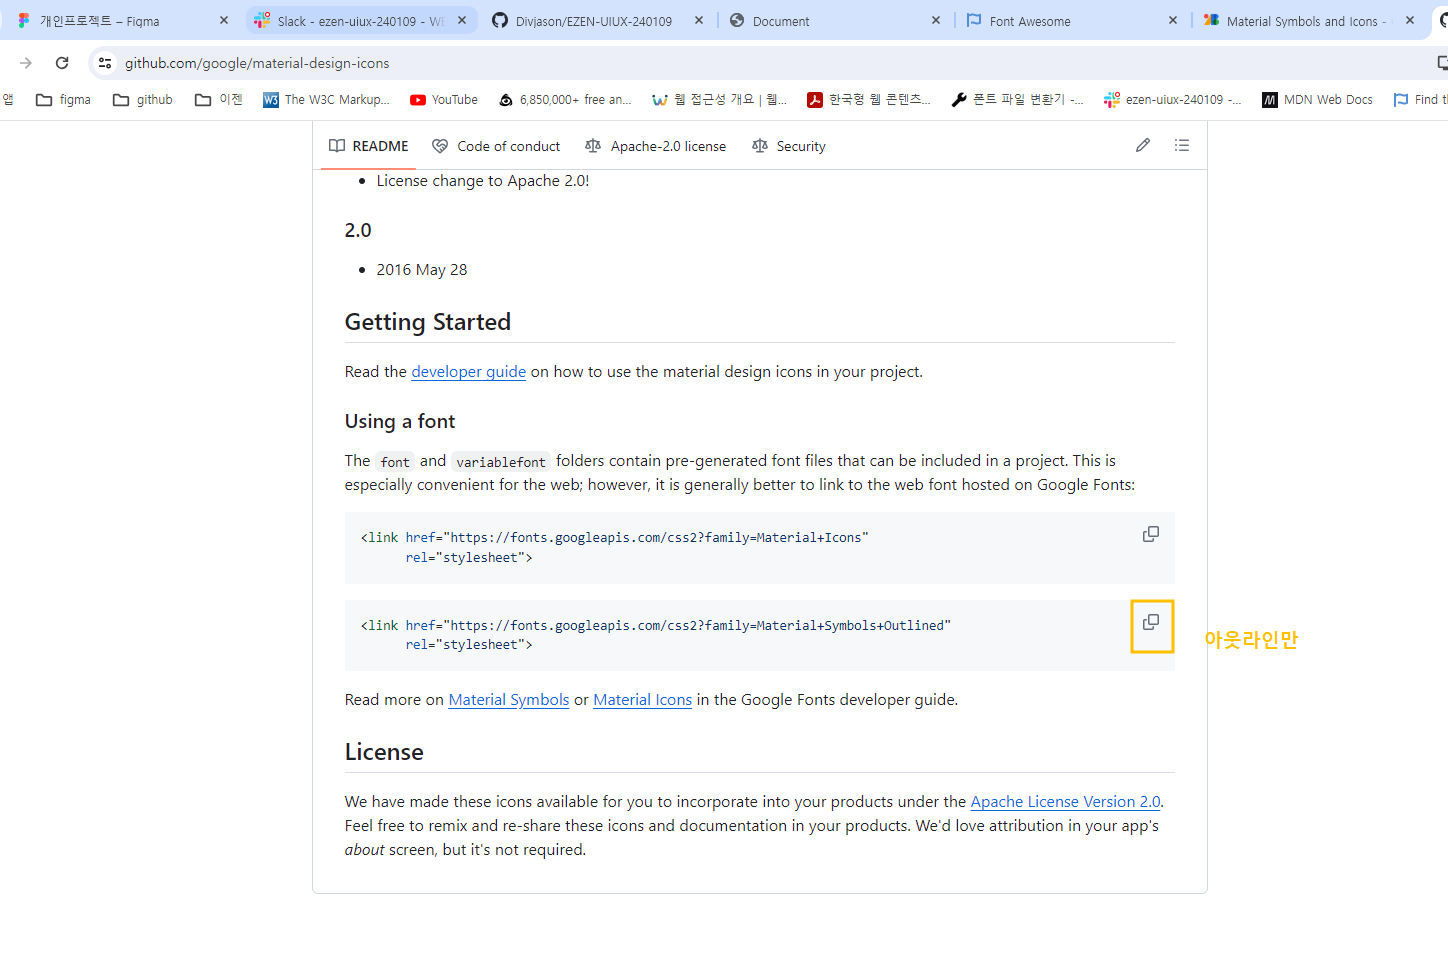 개인프로젝트 – Figma
Slack - ezen-uiux-240109 - WE
Divjason/EZEN-UIUX-240109
Document
Font Awesome
Material Symbols and Icons -
github.com/google/material-design-icons
앱
figma
github
이젠
The W3C Markup...
YouTube
6,850,000+ free an...
웹 접근성 개요 | 웹...
한국형 웹 콘텐츠...
폰트 파일 변환기 -...
ezen-uiux-240109 -...
MDN Web Docs
Find th
README
Code of conduct
Apache-2.0 license
Security
• License change to Apache 2.0!
2.0
• 2016 May 28
Getting Started
Read the developer guide on how to use the material design icons in your project.
Using a font
The font and variablefont folders contain pre-generated font files that can be included in a project. This is
especially convenient for the web; however, it is generally better to link to the web font hosted on Google Fonts:
<link href="https://fonts.googleapis.com/css2?family=Material+Icons"
rel="stylesheet">
<link href="https://fonts.googleapis.com/css2?family=Material+Symbols+Outlined"
rel="stylesheet">
아웃라인만
Read more on Material Symbols or Material Icons in the Google Fonts developer guide.
License
We have made these icons available for you to incorporate into your products under the Apache License Version 2.0.
Feel free to remix and re-share these icons and documentation in your products. We'd love attribution in your app's
about screen, but it's not required.